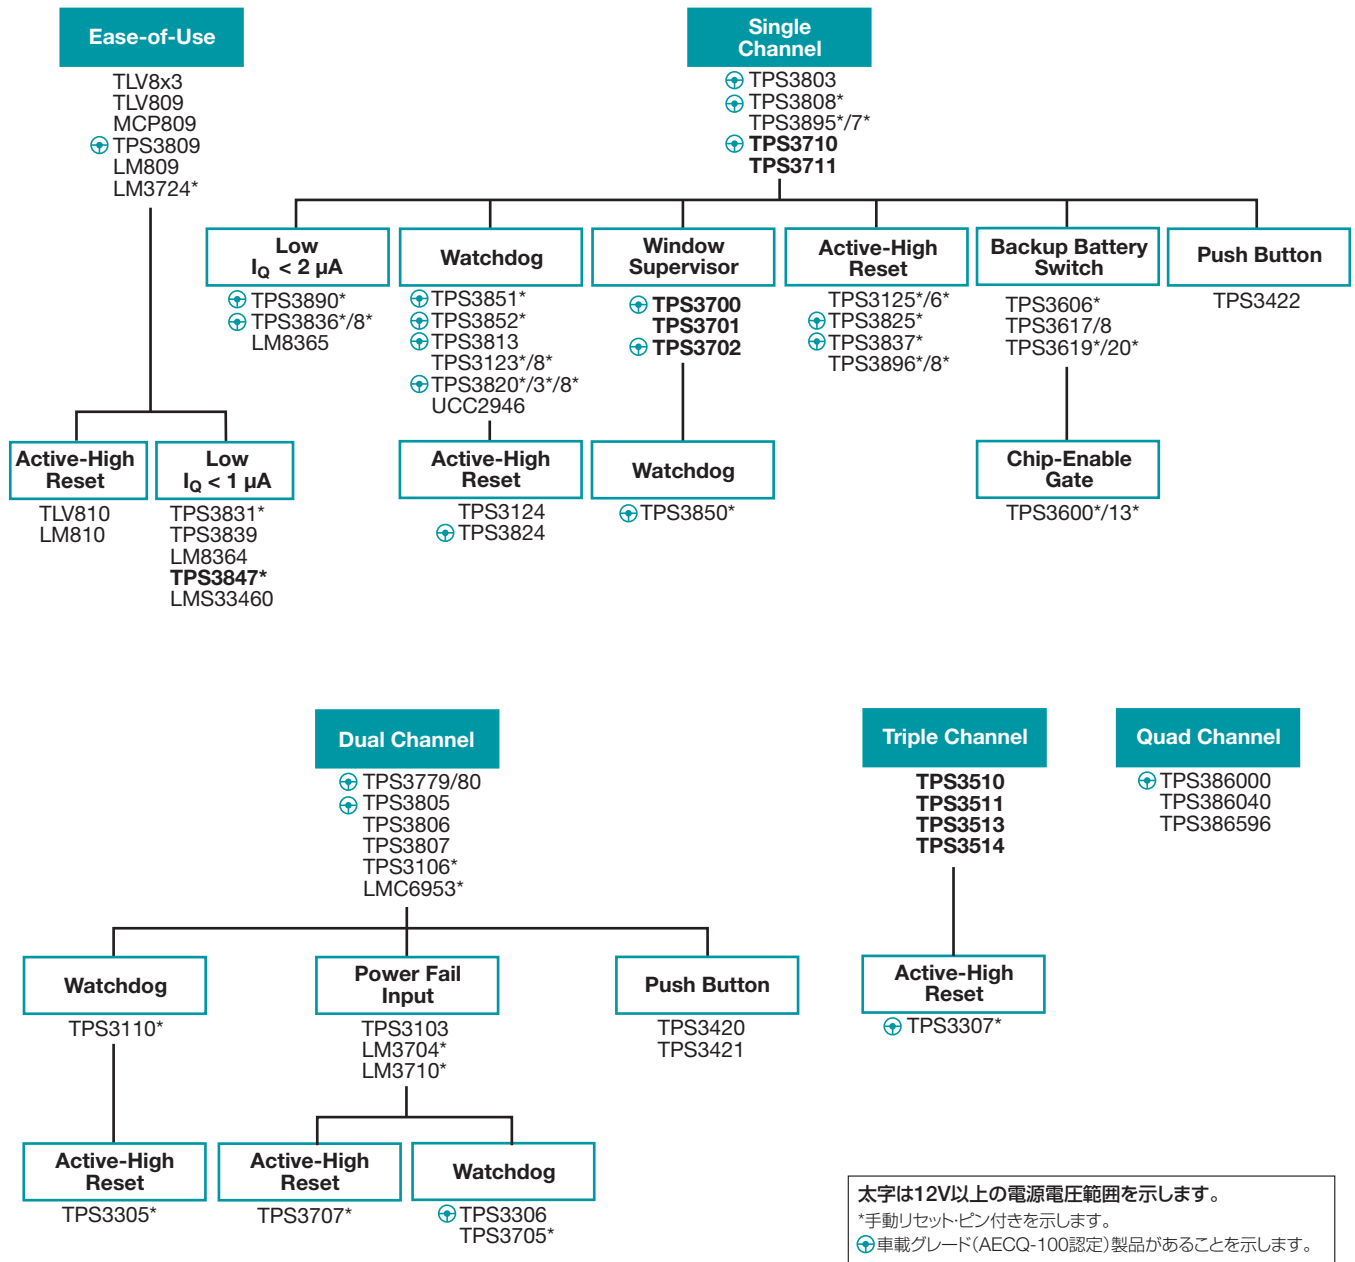 Ease-of-Use
TLV8x3
TLV809
MCP809
TPS3809
LM809
LM3724*
Active-High
Reset
TLV810
LM810
Low
IQ < 1 µA
TPS3831*
TPS3839
LM8364
TPS3847*
LMS33460
Single
Channel
TPS3803
TPS3808*
TPS3895*/7*
TPS3710
TPS3711
Low
IQ < 2 µA
TPS3890*
TPS3836*/8*
LM8365
Watchdog
TPS3851*
TPS3852*
TPS3813
TPS3123*/8*
TPS3820*/3*/8*
UCC2946
Active-High
Reset
TPS3124
TPS3824
Window
Supervisor
TPS3700
TPS3701
TPS3702
Watchdog
TPS3850*
Active-High
Reset
TPS3125*/6*
TPS3825*
TPS3837*
TPS3896*/8*
Backup Battery
Switch
TPS3606*
TPS3617/8
TPS3619*/20*
Chip-Enable
Gate
TPS3600*/13*
Push Button
TPS3422
Dual Channel
TPS3779/80
TPS3805
TPS3806
TPS3807
TPS3106*
LMC6953*
Watchdog
TPS3110*
Active-High
Reset
TPS3305*
Power Fail
Input
TPS3103
LM3704*
LM3710*
Active-High
Reset
TPS3707*
Watchdog
TPS3306
TPS3705*
Push Button
TPS3420
TPS3421
Triple Channel
TPS3510
TPS3511
TPS3513
TPS3514
Active-High
Reset
TPS3307*
Quad Channel
TPS386000
TPS386040
TPS386596
太字は12V以上の電源電圧範囲を示します。
*手動リセット・ピン付きを示します。
車載グレード(AECQ-100認定)製品があることを示します。